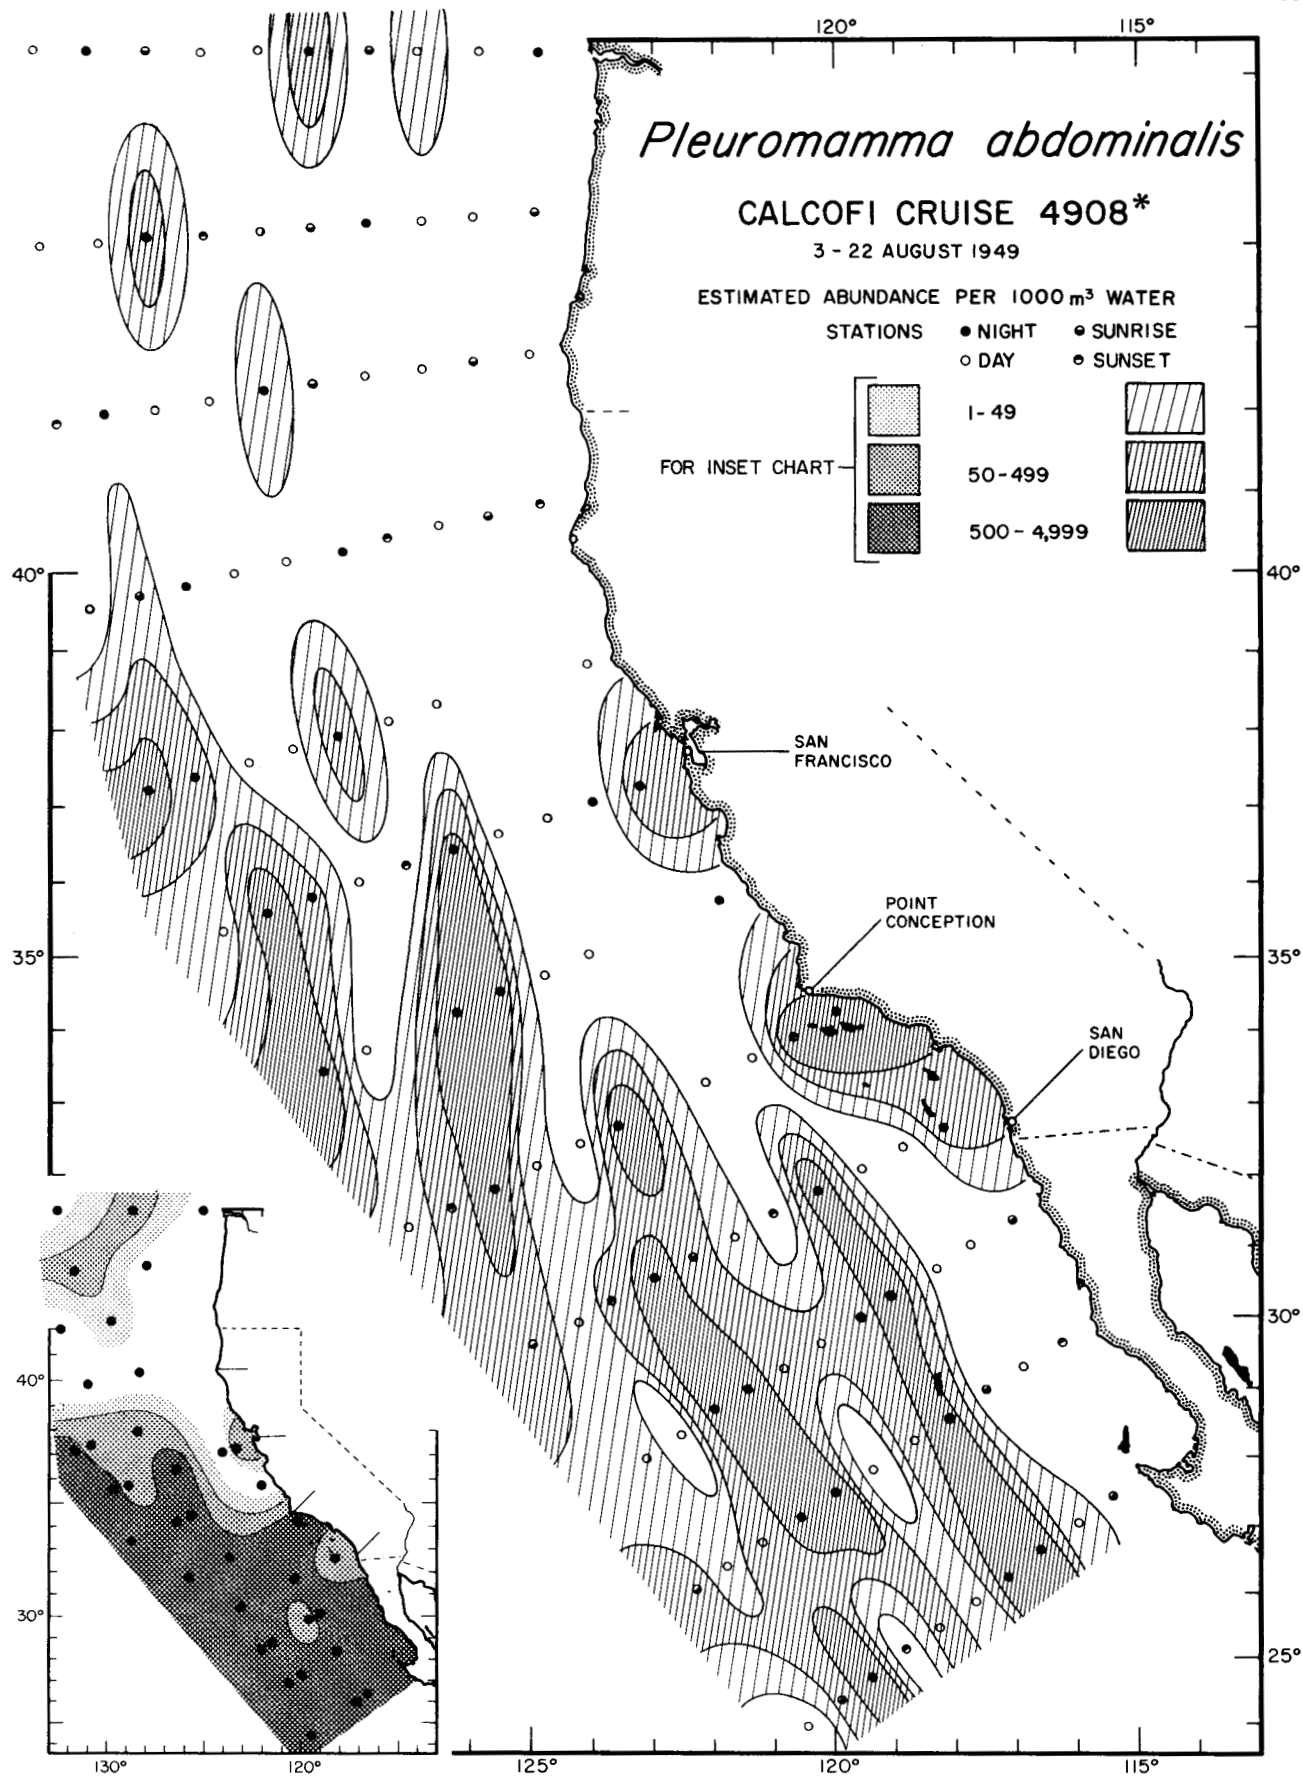 120°
115°
Pleuromamma abdominalis
CALCOFI CRUISE 4908*
3 - 22 AUGUST 1949
ESTIMATED ABUNDANCE PER 1000 m³ WATER
STATIONS
NIGHT
SUNRISE
DAY
SUNSET
1 - 49
FOR INSET CHART
50 - 499
500 - 4,999
40°
40°
SAN
FRANCISCO
POINT
CONCEPTION
35°
35°
SAN
DIEGO
30°
40°
30°
25°
130°
120°
125°
120°
115°